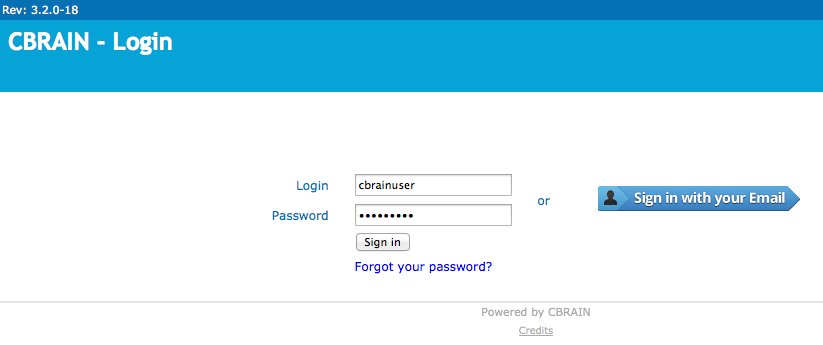 Rev: 3.2.0-18
CBRAIN - Login
Login
cbrainuser
or
Sign in with your Email
Password
•••••••••
Sign in
Forgot your password?
Powered by CBRAIN
Credits